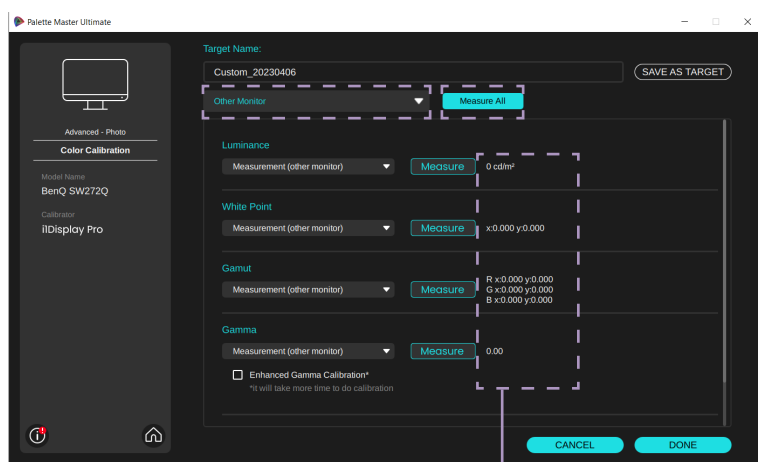 Palette Master Ultimate
Target Name:
Custom_20230406
SAVE AS TARGET
Other Monitor
Measure All
Advanced - Photo
Color Calibration
Model Name
BenQ SW272Q
Calibrator
i1Display Pro
Luminance
Measurement (other monitor)
Measure
0 cd/m²
White Point
Measurement (other monitor)
Measure
x:0.000 y:0.000
Gamut
Measurement (other monitor)
Measure
R x:0.000 y:0.000
G x:0.000 y:0.000
B x:0.000 y:0.000
Gamma
Measurement (other monitor)
Measure
0.00
Enhanced Gamma Calibration*
*it will take more time to do calibration
CANCEL
DONE